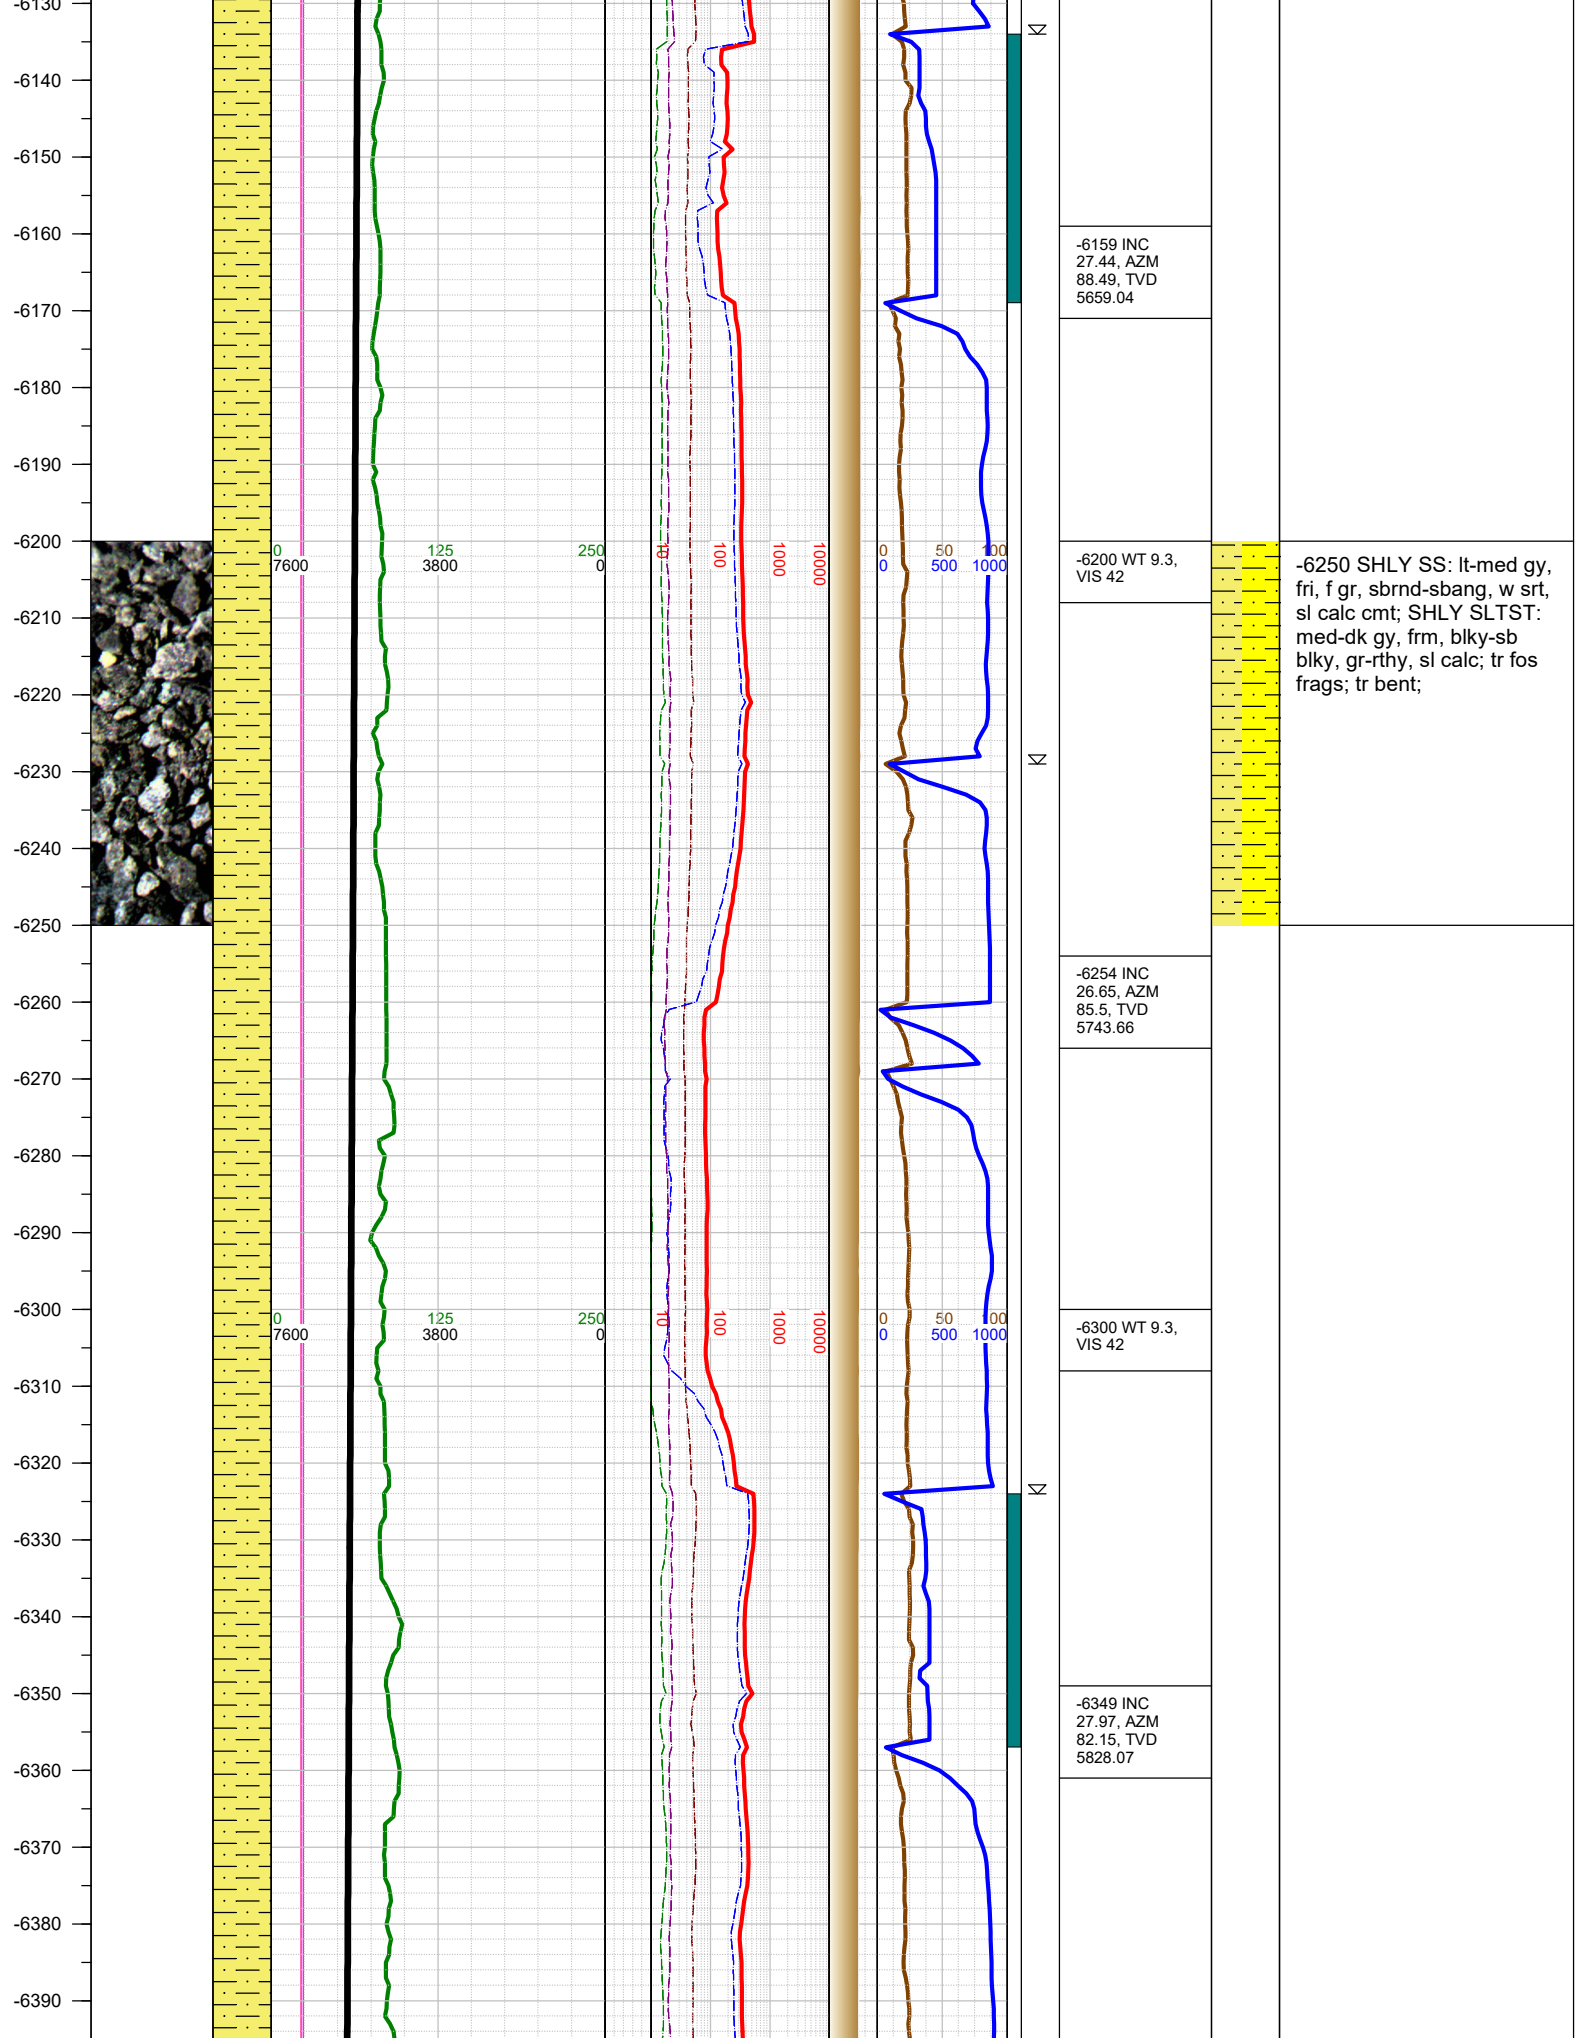 -6130
-6140
-6150
-6159 INC
27.44, AZM
88.49, TVD
5659.04
-6160
-6170
-6180
-6190
-6200
0 125 250 10 100 1000 10000 0 50 100
7600 3800 0 0 500 1000
-6200 WT 9.3,
VIS 42
-6250 SHLY SS: lt-med gy,
fri, f gr, sbrnd-sbang, w srt,
sl calc cmt; SHLY SLTST:
med-dk gy, frm, blky-sb
blky, gr-rthy, sl calc; tr fos
frags; tr bent;
-6210
-6220
-6230
-6240
-6250
-6254 INC
26.65, AZM
85.5, TVD
5743.66
-6260
-6270
-6280
-6290
-6300
0 125 250 10 100 1000 10000 0 50 100
7600 3800 0 0 500 1000
-6300 WT 9.3,
VIS 42
-6310
-6320
-6330
-6340
-6350
-6349 INC
27.97, AZM
82.15, TVD
5828.07
-6360
-6370
-6380
-6390